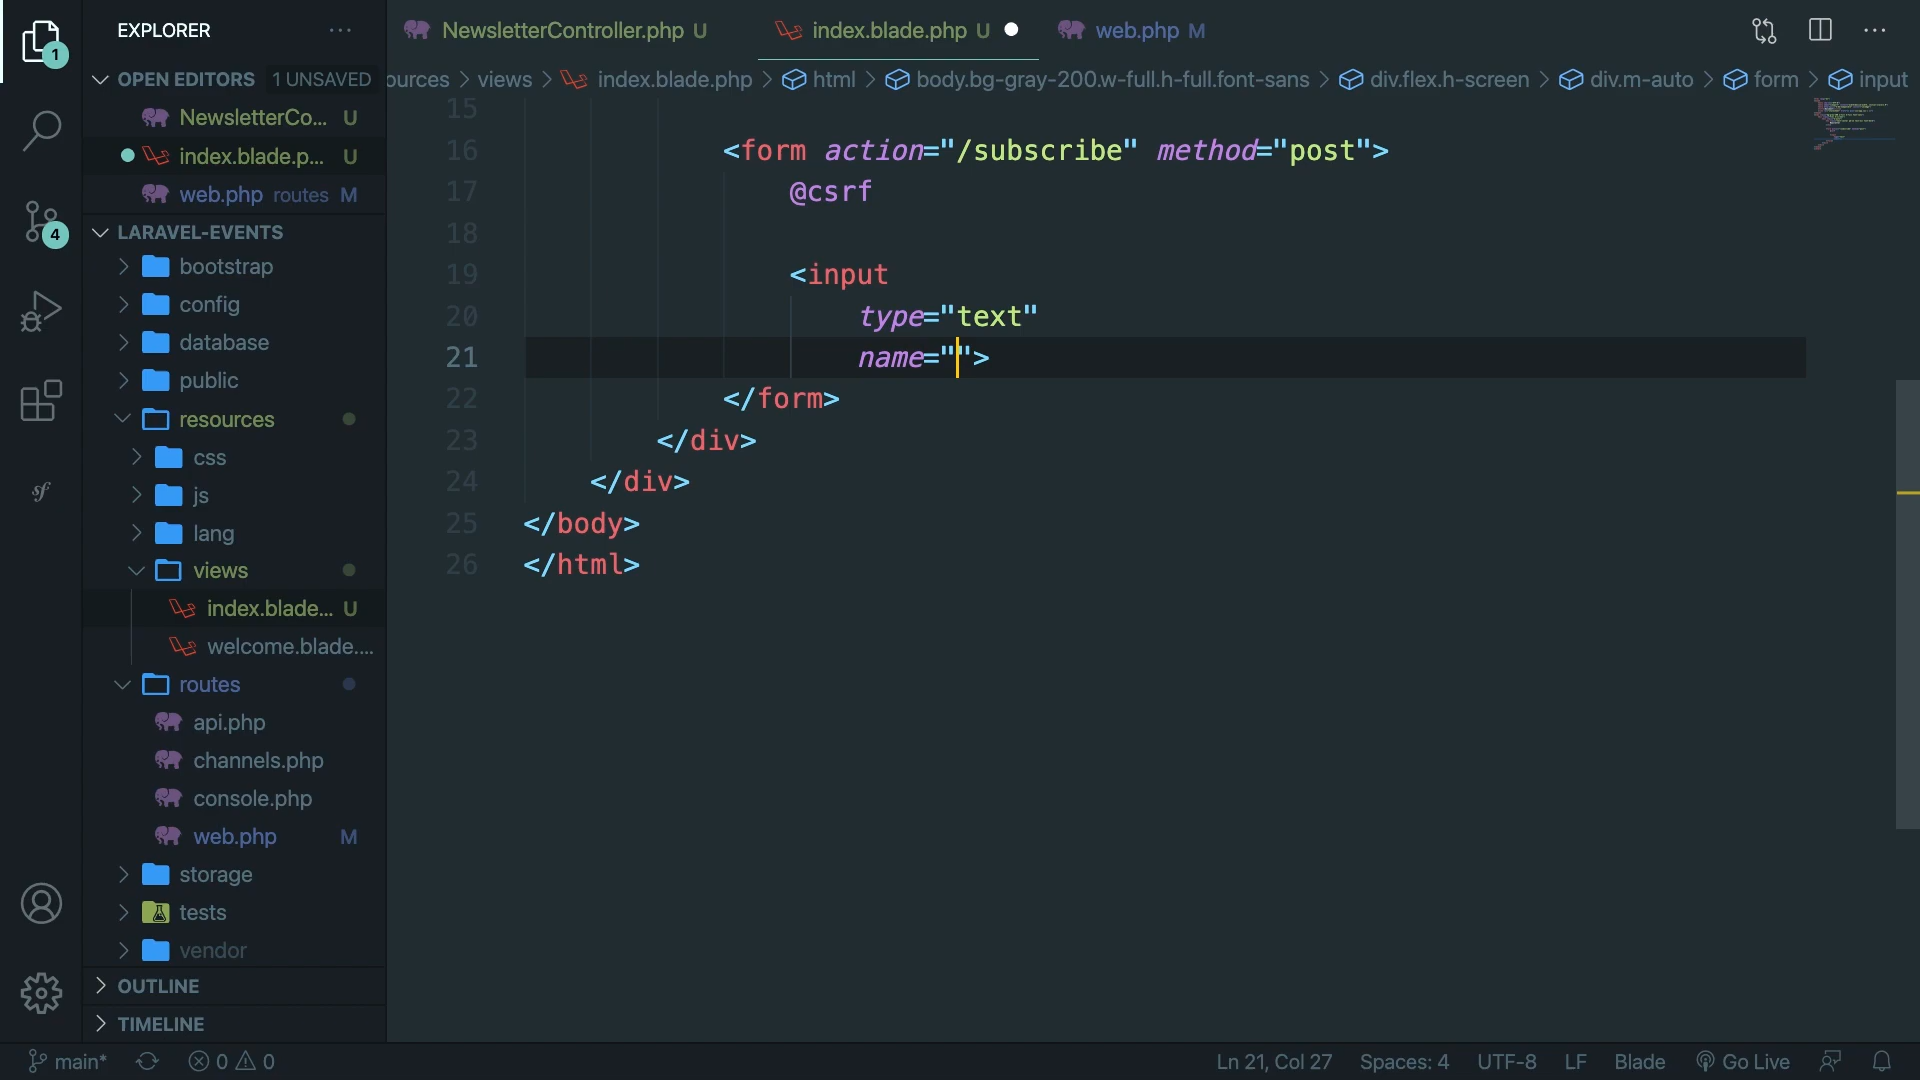 EXPLORER
NewsletterController.php U
index.blade.php U
web.php M
1
OPEN EDITORS 1 UNSAVED
ources > views > index.blade.php > html > body.bg-gray-200.w-full.h-full.font-sans > div.flex.h-screen > div.m-auto > form > input
NewsletterCo... U
index.blade.p... U
web.php routes M
4
LARAVEL-EVENTS
bootstrap
config
database
public
resources
css
js
lang
views
index.blade... U
welcome.blade....
routes
api.php
channels.php
console.php
web.php M
storage
tests
vendor
OUTLINE
TIMELINE
sf
15
16 <form action="/subscribe" method="post">
17 @csrf
18
19 <input
20 type="text"
21 name="">
22 </form>
23 </div>
24 </div>
25 </body>
26 </html>
main* 0 0
Ln 21, Col 27 Spaces: 4 UTF-8 LF Blade Go Live